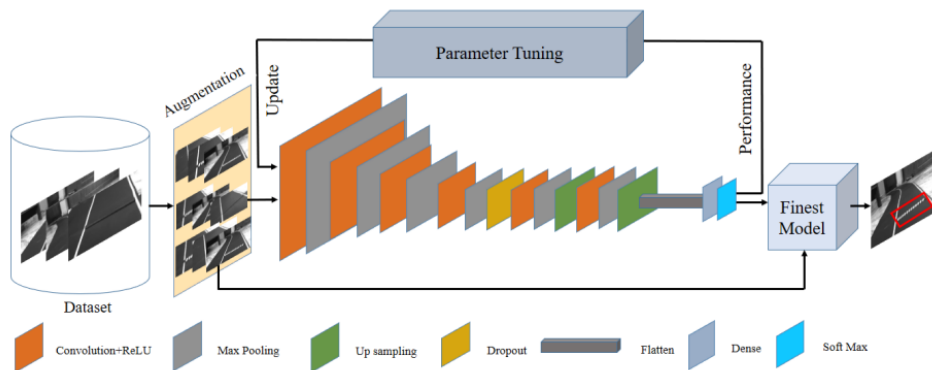 Parameter Tuning
Augmentation
Update
Performance
Finest
Model
Dataset
Convolution+ReLU
Max Pooling
Up sampling
Dropout
Flatten
Dense
Soft Max